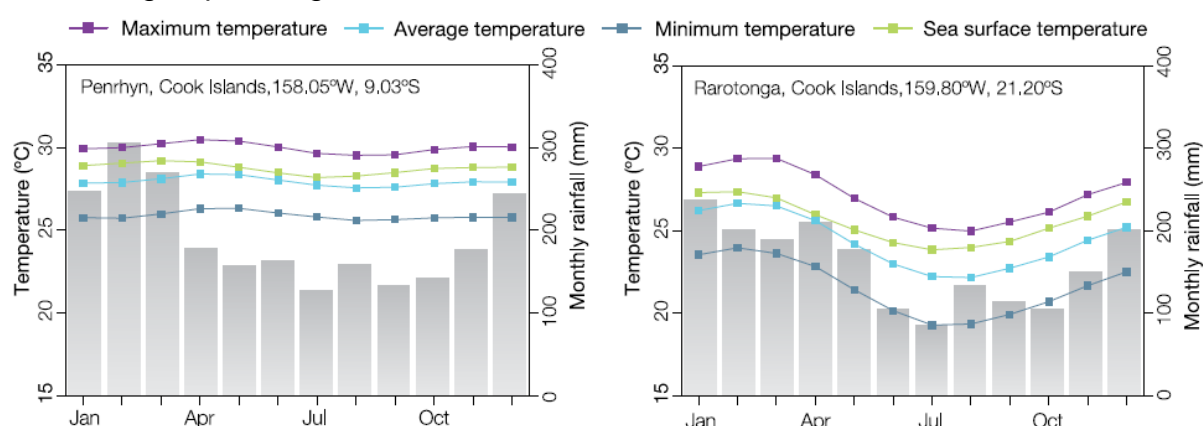 Maximum temperature Average temperature Minimum temperature Sea surface temperature
Penrhyn, Cook Islands,158.05ºW, 9.03ºS
Temperature (ºC)
35
30
25
20
15
Monthly rainfall (mm)
400
300
200
100
0
Jan Apr Jul Oct
Rarotonga, Cook Islands,159.80ºW, 21.20ºS
Temperature (ºC)
35
30
25
20
15
Monthly rainfall (mm)
400
300
200
100
0
Jan Apr Jul Oct